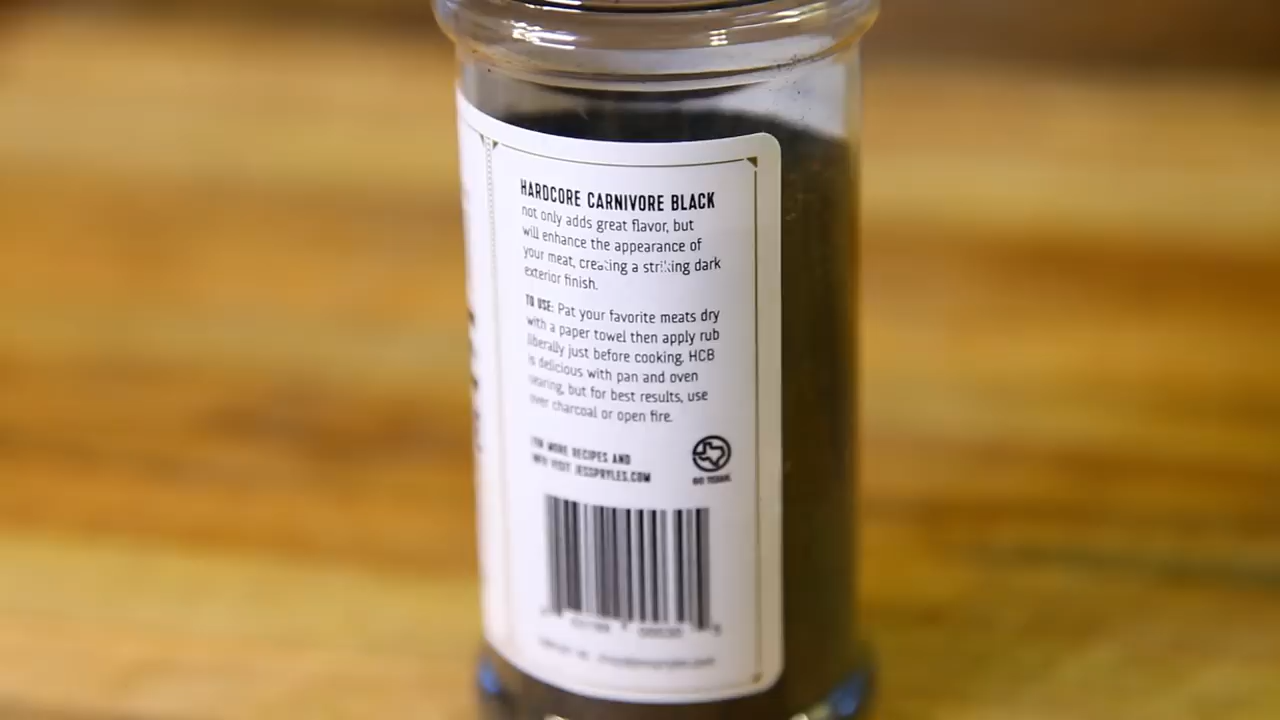 HARDCORE CARNIVORE BLACK
not only adds great flavor, but
will enhance the appearance of
your meat, creating a striking dark
exterior finish.
TO USE: Pat your favorite meats dry
with a paper towel then apply rub
liberally just before cooking. HCB
is delicious with pan and oven
searing, but for best results, use
over charcoal or open fire.
FOR MORE RECIPES AND
INFO VISIT JESSPRYLES.COM
GO TEXAN.